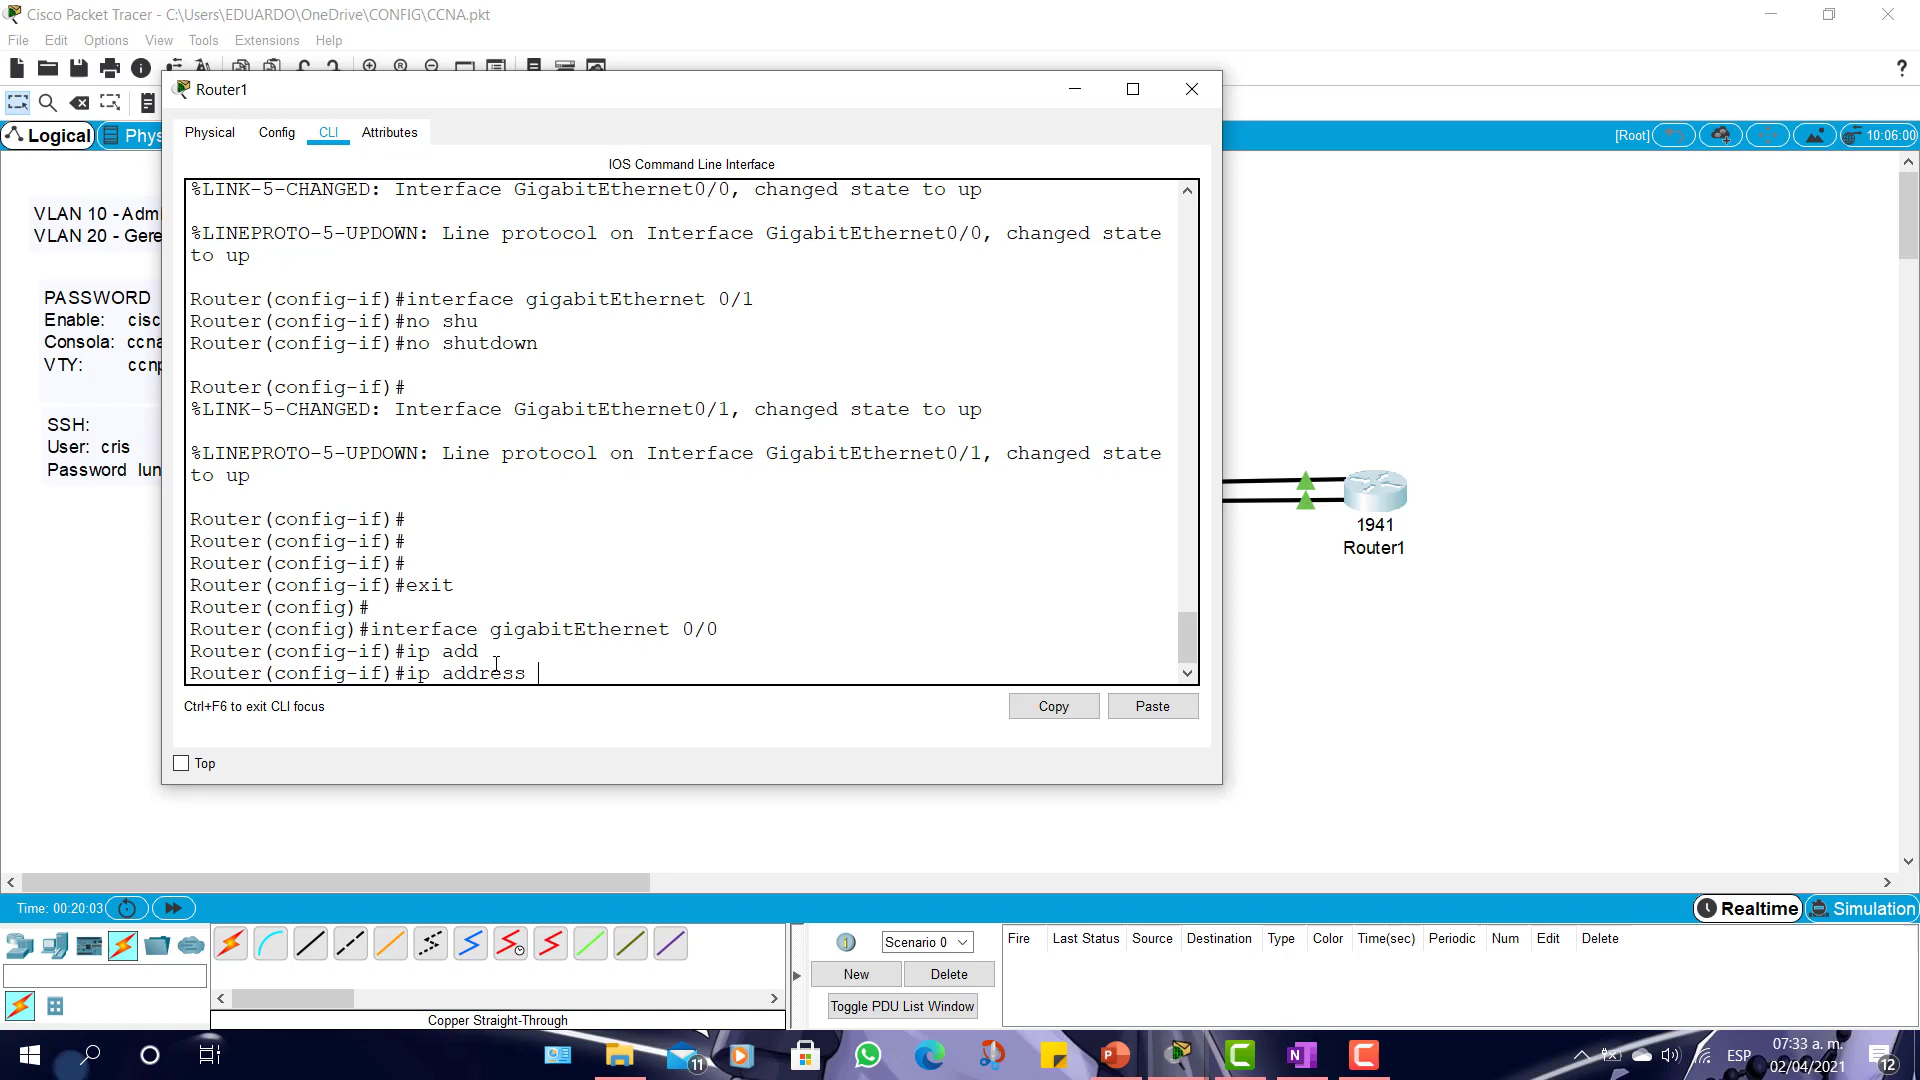 Cisco Packet Tracer - C:\Users\EDUARDO\OneDrive\CONFIG\CCNA.pkt
File Edit Options View Tools Extensions Help
Router1
Logical
Phys
[Root]
10:06:00
Physical Config CLI Attributes
IOS Command Line Interface
%LINK-5-CHANGED: Interface GigabitEthernet0/0, changed state to up
%LINEPROTO-5-UPDOWN: Line protocol on Interface GigabitEthernet0/0, changed state
to up
Router(config-if)#interface gigabitEthernet 0/1
Router(config-if)#no shu
Router(config-if)#no shutdown
Router(config-if)#
%LINK-5-CHANGED: Interface GigabitEthernet0/1, changed state to up
%LINEPROTO-5-UPDOWN: Line protocol on Interface GigabitEthernet0/1, changed state
to up
Router(config-if)#
Router(config-if)#
Router(config-if)#
Router(config-if)#exit
Router(config)#
Router(config)#interface gigabitEthernet 0/0
Router(config-if)#ip add
Router(config-if)#ip address
Ctrl+F6 to exit CLI focus
Copy
Paste
Top
VLAN 10 - Admi
VLAN 20 - Gere
PASSWORD
Enable: cisc
Consola: ccna
VTY: ccnp
SSH:
User: cris
Password lun
1941
Router1
Time: 00:20:03
Realtime
Simulation
Scenario 0
New
Delete
Toggle PDU List Window
Fire Last Status Source Destination Type Color Time(sec) Periodic Num Edit Delete
Copper Straight-Through
11
ESP
07:33 a. m.
02/04/2021
12